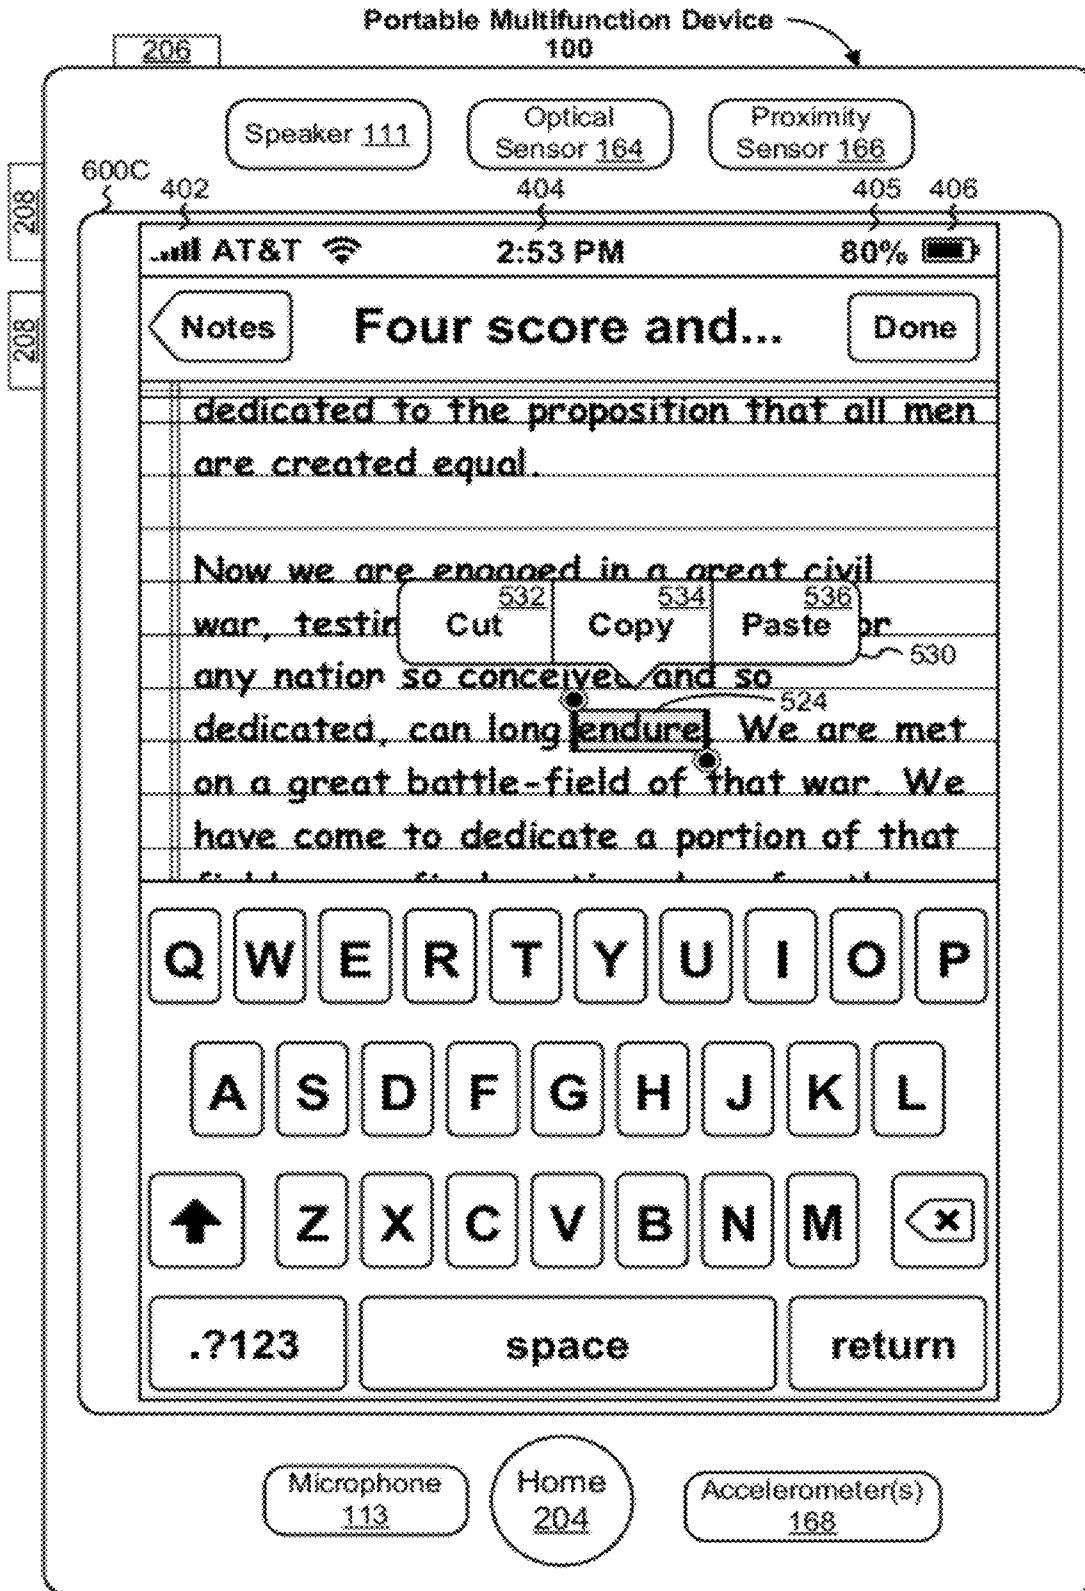 Portable Multifunction Device
100
206
Speaker 111
Optical
Sensor 164
Proximity
Sensor 166
600C
402
404
405
406
208
208
AT&T
2:53 PM
80%
Notes
Four score and...
Done
dedicated to the proposition that all men
are created equal.
Now we are engaged in a great civil
war,
Cut 532
Copy 534
Paste 536
530
any nation so conceived and so
524
dedicated, can long endure. We are met
on a great battle-field of that war. We
have come to dedicate a portion of that
Q W E R T Y U I O P
A S D F G H J K L
Z X C V B N M
.?123 space return
Microphone
113
Home
204
Accelerometer(s)
168